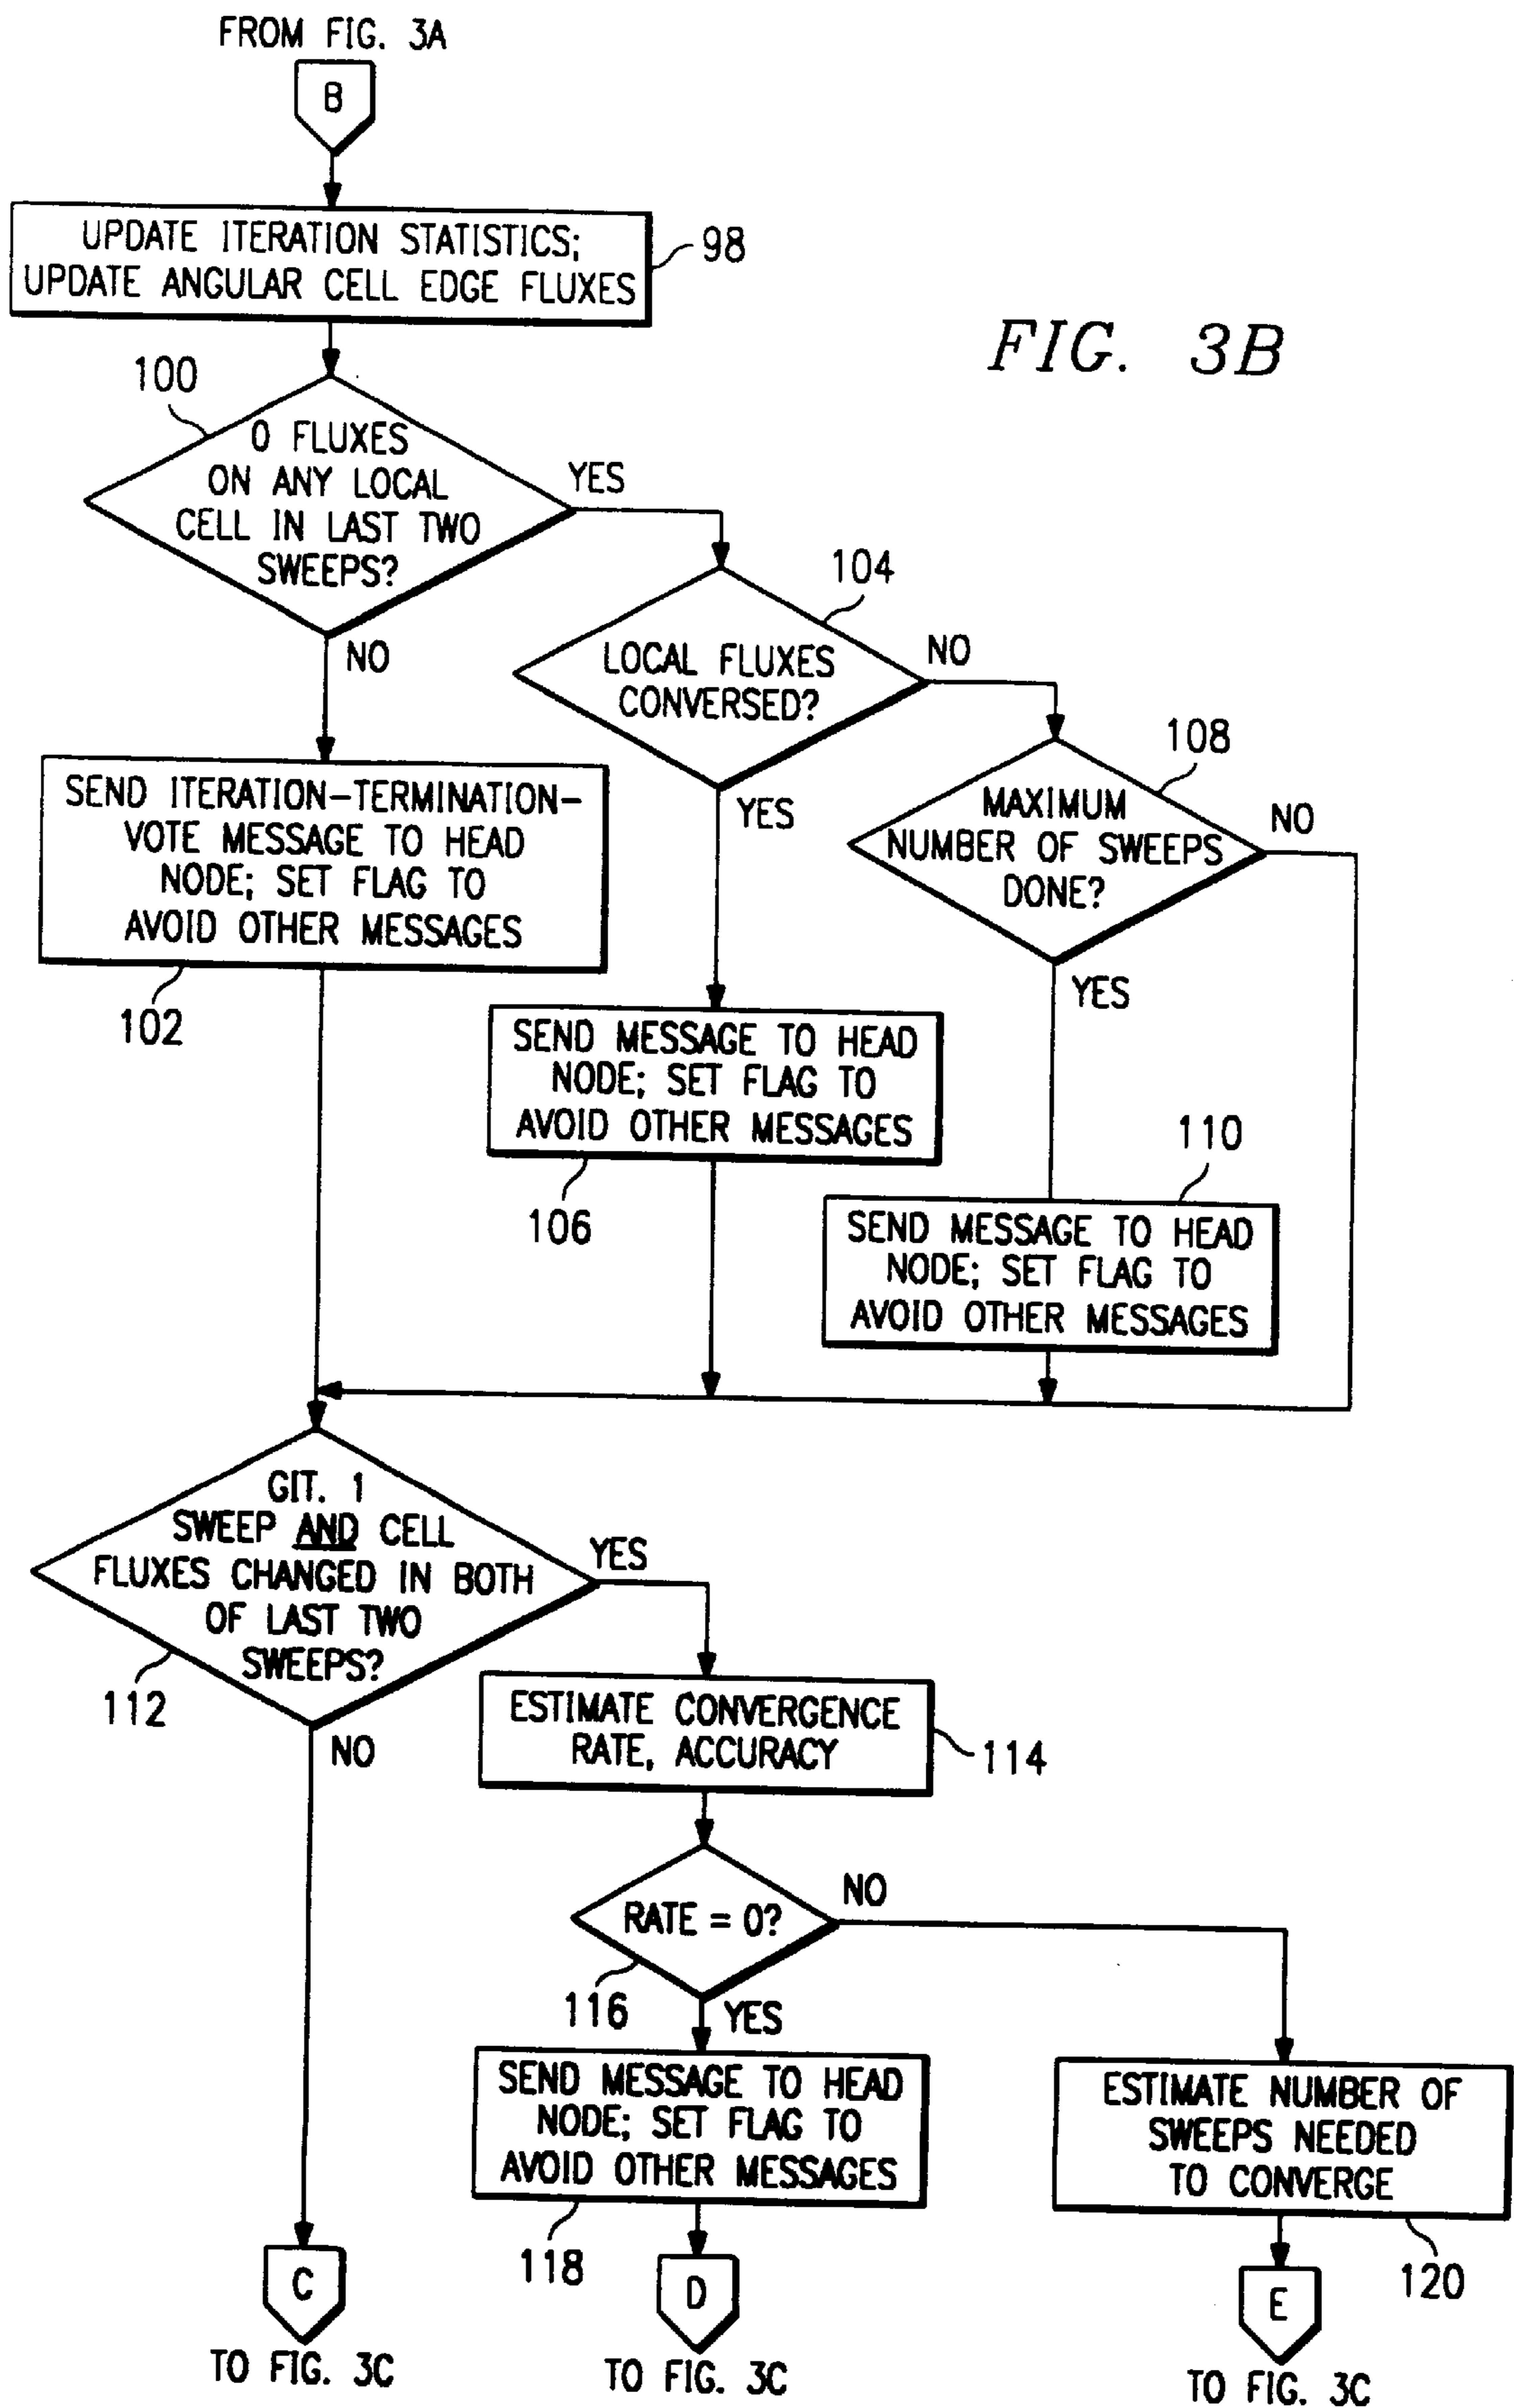 FROM FIG. 3A
B
UPDATE ITERATION STATISTICS;
UPDATE ANGULAR CELL EDGE FLUXES
98
FIG. 3B
100
0 FLUXES
ON ANY LOCAL
CELL IN LAST TWO
SWEEPS?
YES
NO
104
LOCAL FLUXES
CONVERSED?
NO
YES
108
MAXIMUM
NUMBER OF SWEEPS
DONE?
NO
YES
SEND ITERATION-TERMINATION-
VOTE MESSAGE TO HEAD
NODE; SET FLAG TO
AVOID OTHER MESSAGES
102
SEND MESSAGE TO HEAD
NODE; SET FLAG TO
AVOID OTHER MESSAGES
106
110
SEND MESSAGE TO HEAD
NODE; SET FLAG TO
AVOID OTHER MESSAGES
GIT. 1
SWEEP AND CELL
FLUXES CHANGED IN BOTH
OF LAST TWO
SWEEPS?
YES
112
NO
ESTIMATE CONVERGENCE
RATE, ACCURACY
114
RATE = 0?
NO
116
YES
SEND MESSAGE TO HEAD
NODE; SET FLAG TO
AVOID OTHER MESSAGES
118
ESTIMATE NUMBER OF
SWEEPS NEEDED
TO CONVERGE
120
C
TO FIG. 3C
D
TO FIG. 3C
E
TO FIG. 3C